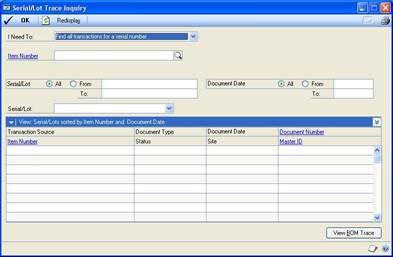 Serial/Lot Trace Inquiry
OK Redisplay
I Need To: Find all transactions for a serial number
Item Number
Serial/Lot All From Document Date All From
To: To:
Serial/Lot:
View: Serial/Lots sorted by Item Number and Document Date
Transaction Source Document Type Document Date Document Number
Item Number Status Site Master ID
View BOM Trace